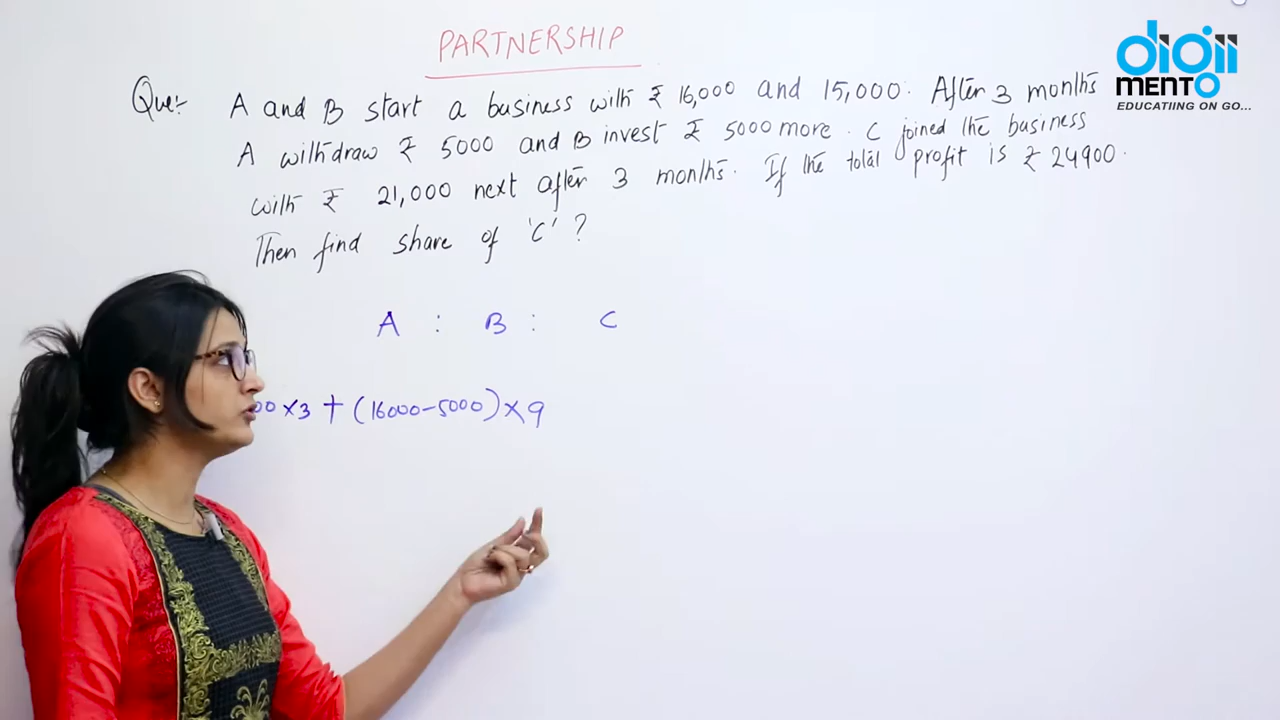 PARTNERSHIP
digii
MENTO
EDUCATIING ON GO...
Que:- A and B start a business with ₹ 16,000 and 15,000. After 3 months
A withdraw ₹ 5000 and B invest ₹ 5000 more. C joined the business
with ₹ 21,000 next after 3 months. If the total profit is ₹ 24900.
Then find share of 'C' ?
A : B : C
00 × 3 + (16000-5000) × 9